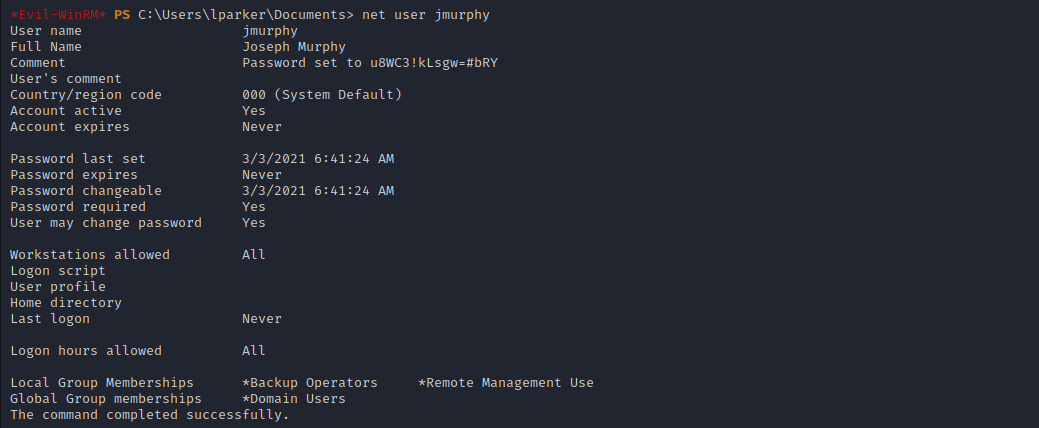 *Evil-WinRM* PS C:\Users\lparker\Documents> net user jmurphy
User name                    jmurphy
Full Name                    Joseph Murphy
Comment                      Password set to u8WC3!kLsgw=#bRY
User's comment
Country/region code          000 (System Default)
Account active               Yes
Account expires              Never
Password last set            3/3/2021 6:41:24 AM
Password expires             Never
Password changeable          3/3/2021 6:41:24 AM
Password required            Yes
User may change password     Yes
Workstations allowed         All
Logon script
User profile
Home directory
Last logon                   Never
Logon hours allowed          All
Local Group Memberships      *Backup Operators     *Remote Management Use
Global Group memberships     *Domain Users
The command completed successfully.